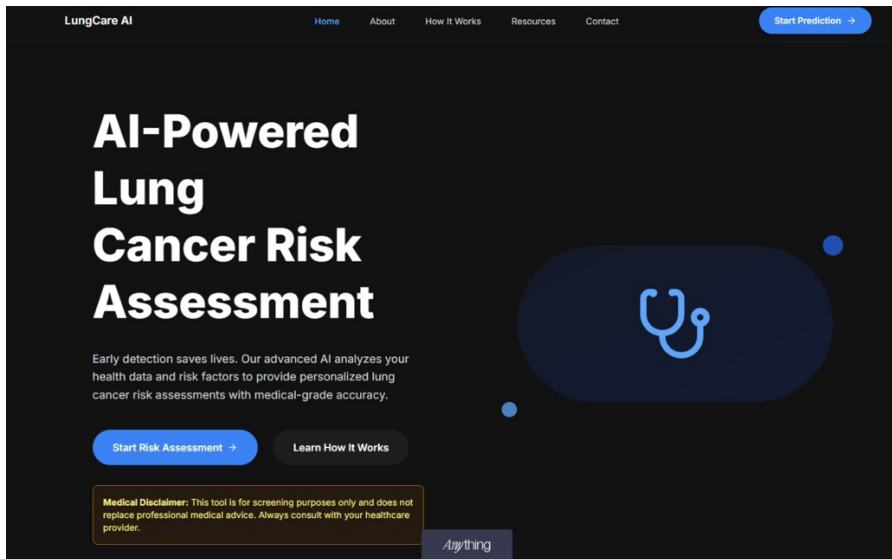 LungCare AI
Home
About
How It Works
Resources
Contact
Start Prediction →
AI-Powered
Lung
Cancer Risk
Assessment
Early detection saves lives. Our advanced AI analyzes your
health data and risk factors to provide personalized lung
cancer risk assessments with medical-grade accuracy.
Start Risk Assessment →
Learn How It Works
Medical Disclaimer: This tool is for screening purposes only and does not
replace professional medical advice. Always consult with your healthcare
provider.
Anything